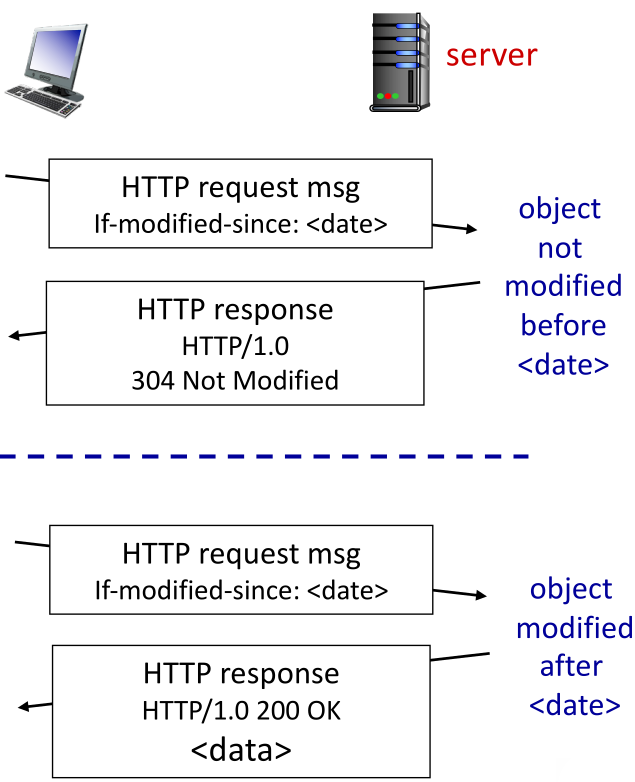 server
HTTP request msg
If-modified-since: <date>
object
not
modified
before
<date>
HTTP response
HTTP/1.0
304 Not Modified
HTTP request msg
If-modified-since: <date>
object
modified
after
<date>
HTTP response
HTTP/1.0 200 OK
<data>